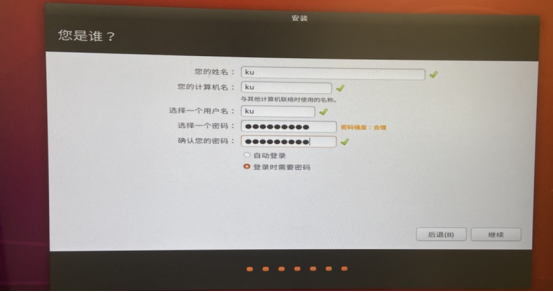 安装
您是谁？
您的姓名： ku
您的计算机名： ku
与其他计算机联络时使用的名称。
选择一个用户名： ku
选择一个密码： ●●●●●●●●● 密码强度：合理
确认您的密码： ●●●●●●●●●
自动登录
登录时需要密码
后退(B) 继续